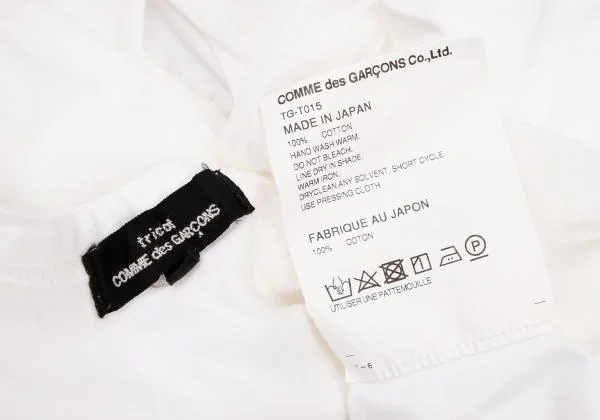 tricot
COMME des GARÇONS
COMME des GARÇONS Co.,Ltd.
TG-T015
MADE IN JAPAN
100% COTTON
HAND WASH WARM.
DO NOT BLEACH.
LINE DRY IN SHADE.
WARM IRON.
DRYCLEAN ANY SOLVENT, SHORT CYCLE.
USE PRESSING CLOTH
FABRIQUE AU JAPON
100% COTON
P
UTILISER UNE PATTEMOUILLE